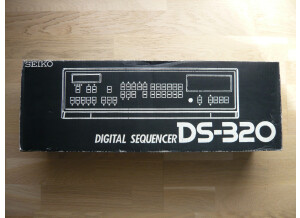 SEIKO
DIGITAL SEQUENCER DS-320